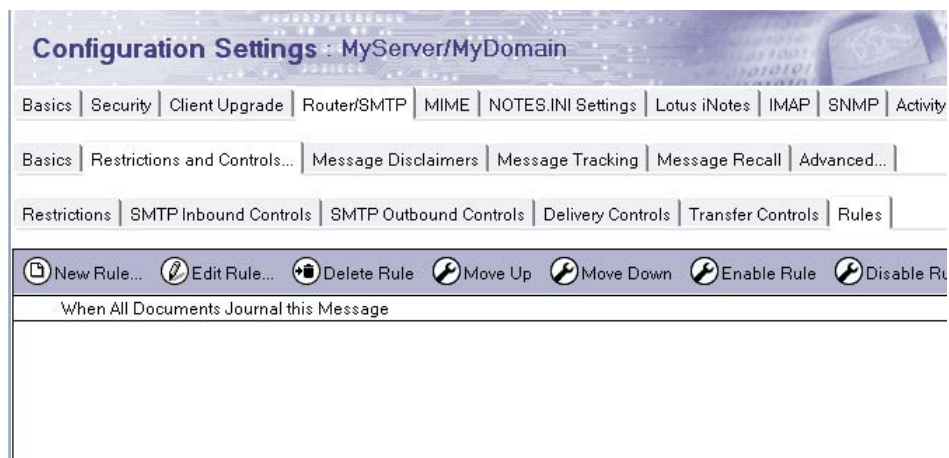 Configuration Settings : MyServer/MyDomain
Basics Security Client Upgrade Router/SMTP MIME NOTES.INI Settings Lotus iNotes IMAP SNMP Activity
Basics Restrictions and Controls... Message Disclaimers Message Tracking Message Recall Advanced...
Restrictions SMTP Inbound Controls SMTP Outbound Controls Delivery Controls Transfer Controls Rules
New Rule... Edit Rule... Delete Rule Move Up Move Down Enable Rule Disable Ru
When All Documents Journal this Message